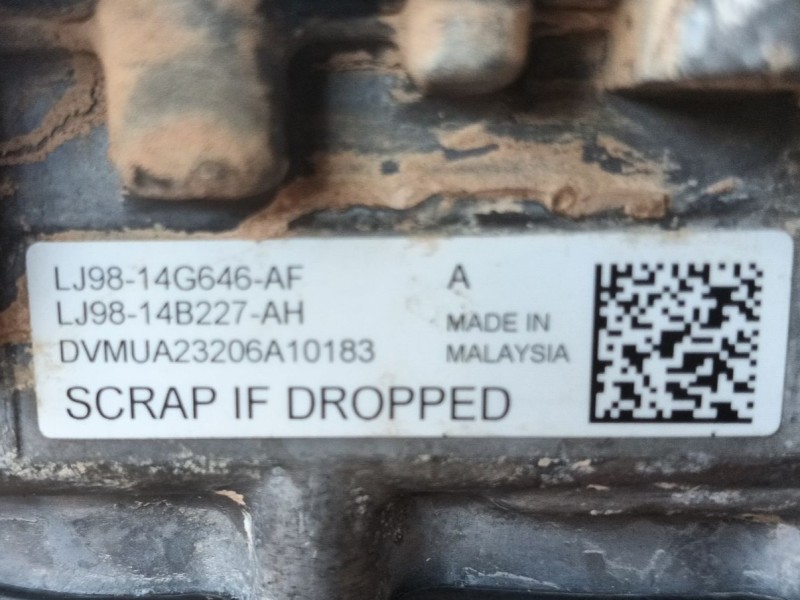 LJ98-14G646-AF
A
LJ98-14B227-AH
MADE IN
DVMUA23206A10183
MALAYSIA
SCRAP IF DROPPED